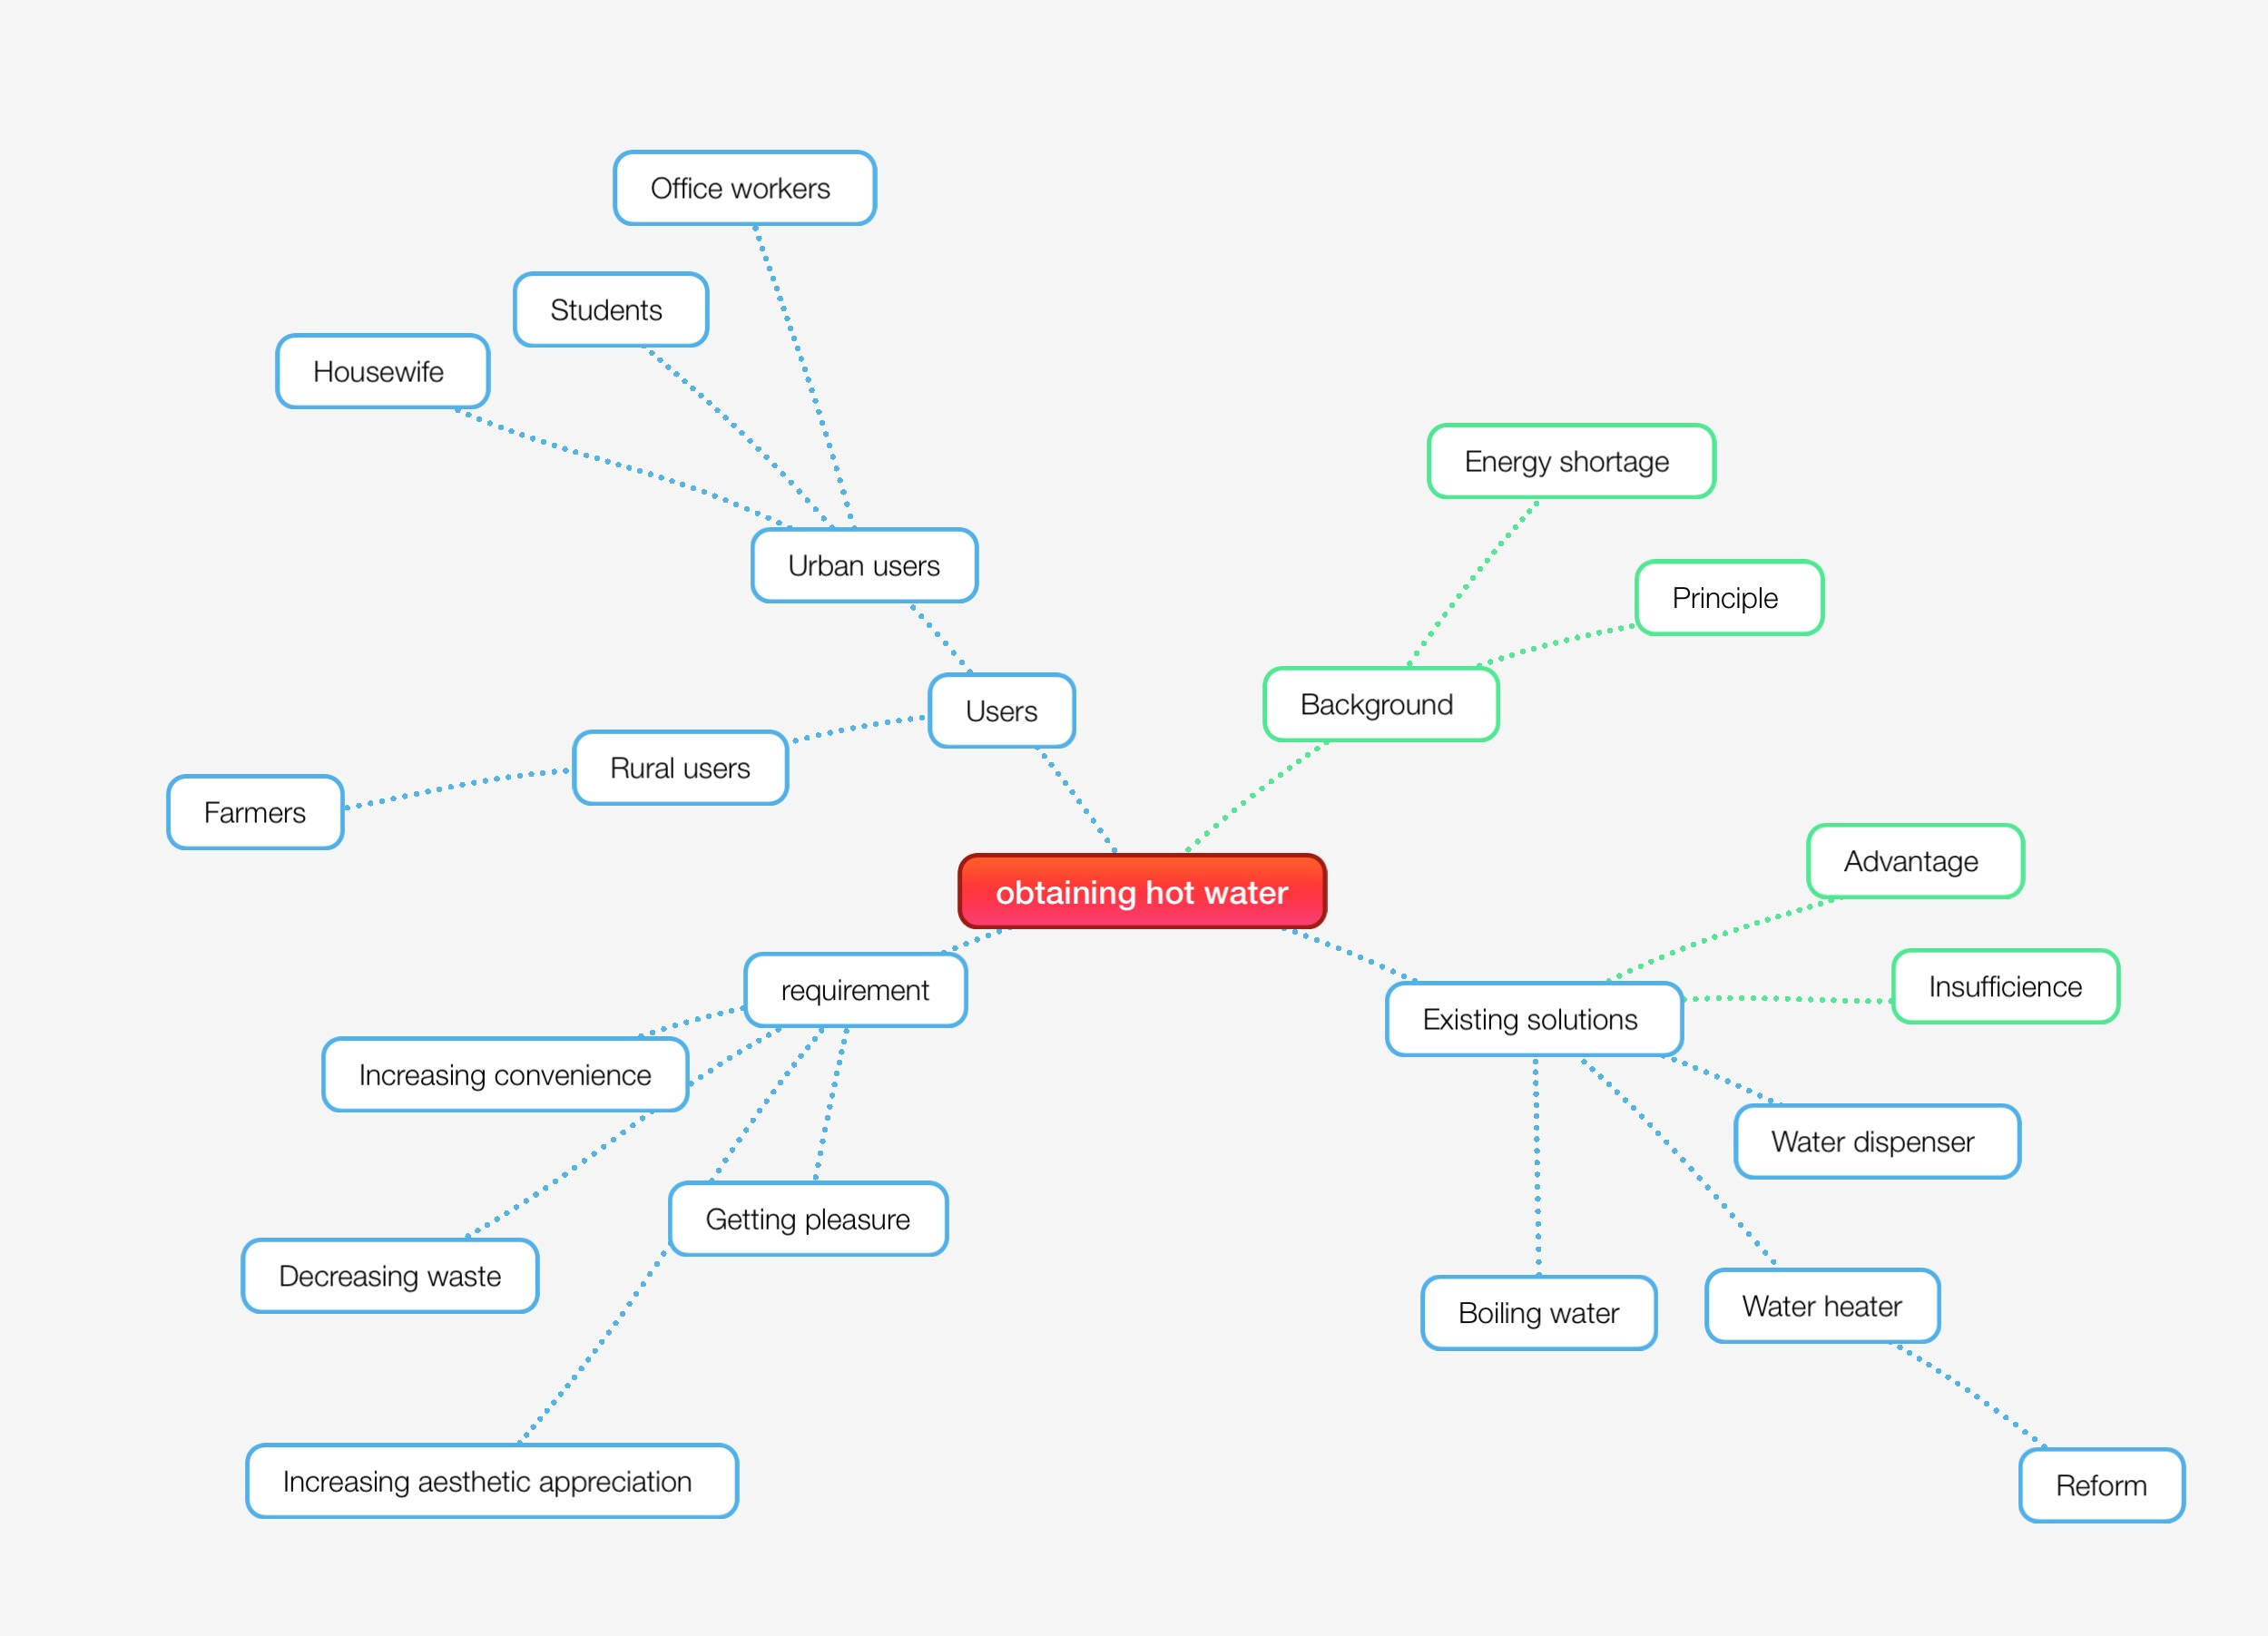 Office workers
Students
Housewife
Energy shortage
Urban users
Principle
Background
Users
Rural users
Farmers
Advantage
obtaining hot water
Insufficience
requirement
Existing solutions
Increasing convenience
Water dispenser
Getting pleasure
Decreasing waste
Water heater
Boiling water
Increasing aesthetic appreciation
Reform